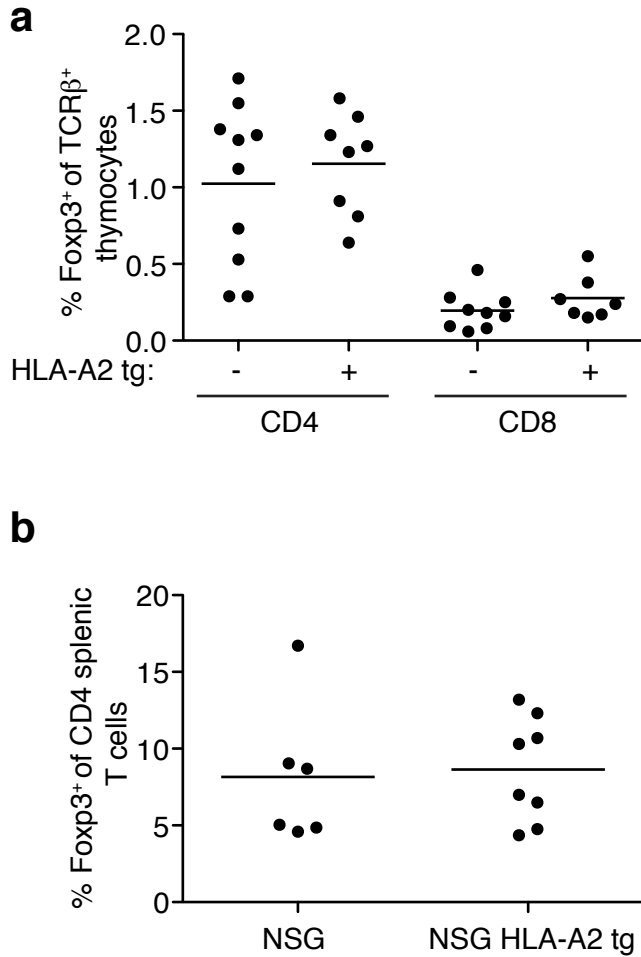 a
% Foxp3⁺ of TCRβ⁺
thymocytes
2.0
1.5
1.0
0.5
0.0
HLA-A2 tg: - + - +
CD4 CD8
b
% Foxp3⁺ of CD4 splenic
T cells
20
15
10
5
0
NSG NSG HLA-A2 tg